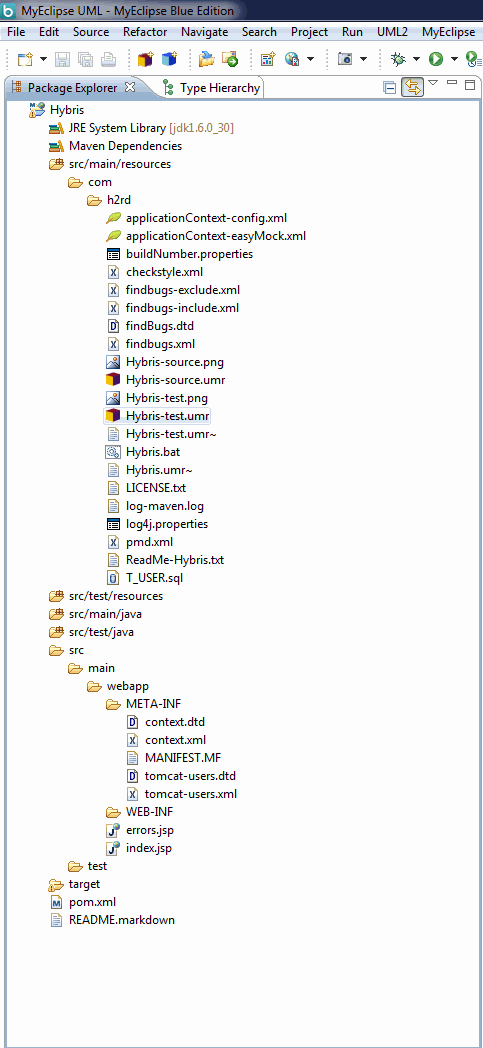 MyEclipse UML - MyEclipse Blue Edition
File Edit Source Refactor Navigate Search Project Run UML2 MyEclipse
Package Explorer Type Hierarchy
Hybris
JRE System Library [jdk1.6.0_30]
Maven Dependencies
src/main/resources
com
h2rd
applicationContext-config.xml
applicationContext-easyMock.xml
buildNumber.properties
checkstyle.xml
findbugs-exclude.xml
findbugs-include.xml
findBugs.dtd
findbugs.xml
Hybris-source.png
Hybris-source.umr
Hybris-test.png
Hybris-test.umr
Hybris-test.umr~
Hybris.bat
Hybris.umr~
LICENSE.txt
log-maven.log
log4j.properties
pmd.xml
ReadMe-Hybris.txt
T_USER.sql
src/test/resources
src/main/java
src/test/java
src
main
webapp
META-INF
context.dtd
context.xml
MANIFEST.MF
tomcat-users.dtd
tomcat-users.xml
WEB-INF
errors.jsp
index.jsp
test
target
pom.xml
README.markdown